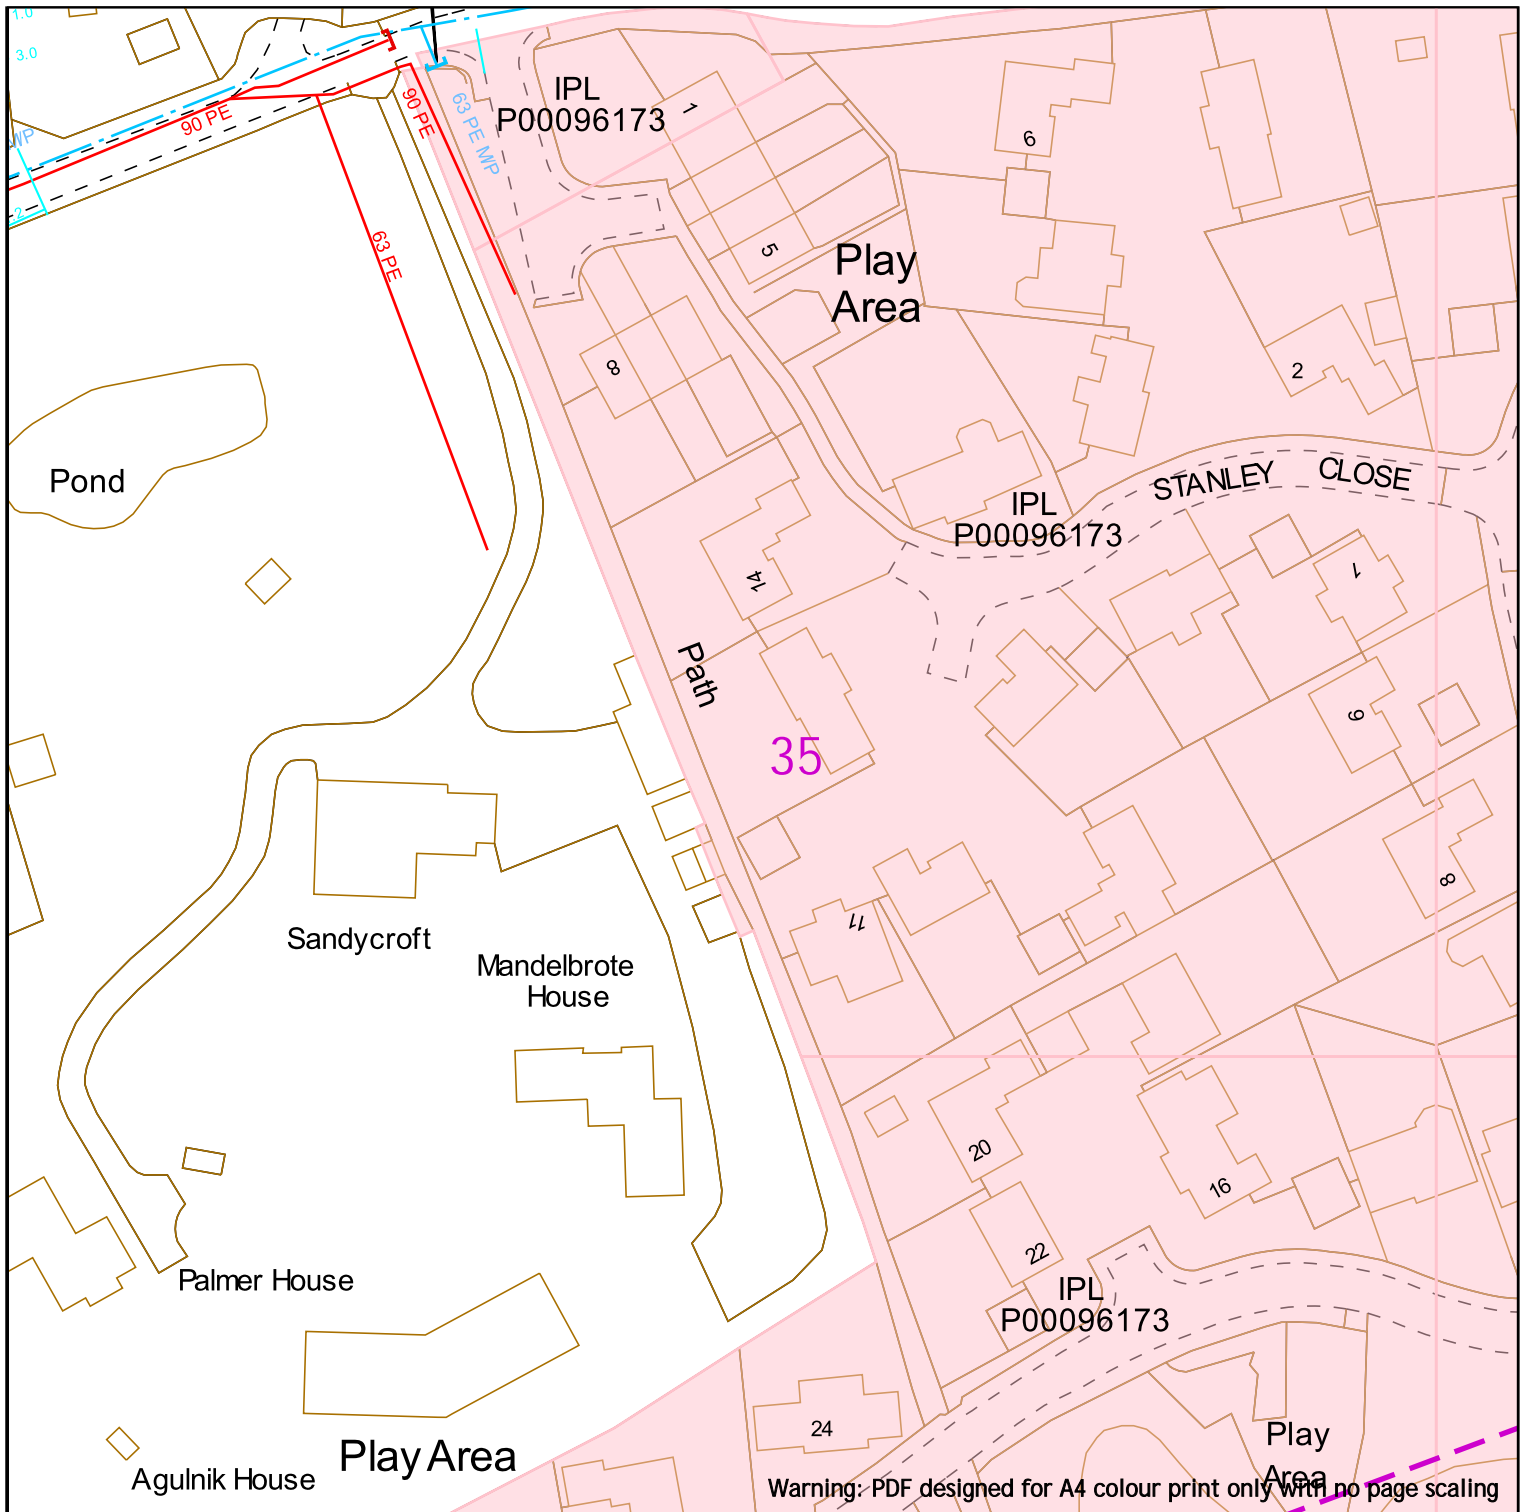 1.0
3.0
WP
.2
90 PE
90 PE
63 PE MP
63 PE
IPL
P00096173
1
5
6
Play
Area
2
8
Pond
STANLEY CLOSE
IPL
P00096173
14
1
Path
35
9
8
11
Sandycroft
Mandelbrote
House
20
16
22
Palmer House
IPL
P00096173
24
Play Area
Agulnik House
Play
Area
Warning: PDF designed for A4 colour print only with no page scaling